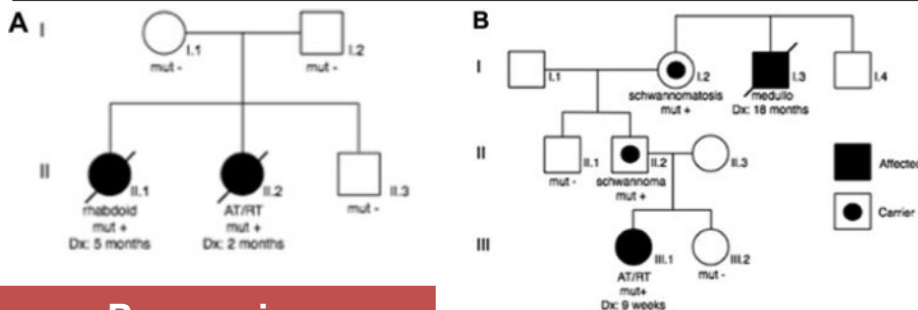 A
I
I.1
I.2
mut -
mut -
II
II.1
II.2
II.3
rhabdoid
mut +
Dx: 5 months
AT/RT
mut +
Dx: 2 months
mut -
B
I
I.1
I.2
I.3
I.4
schwannomatosis
mut +
medullo
Dx: 18 months
II
II.1
II.2
II.3
mut -
schwannoma
mut +
Affected
Carrier
III
III.1
III.2
AT/RT
mut+
Dx: 9 weeks
mut -